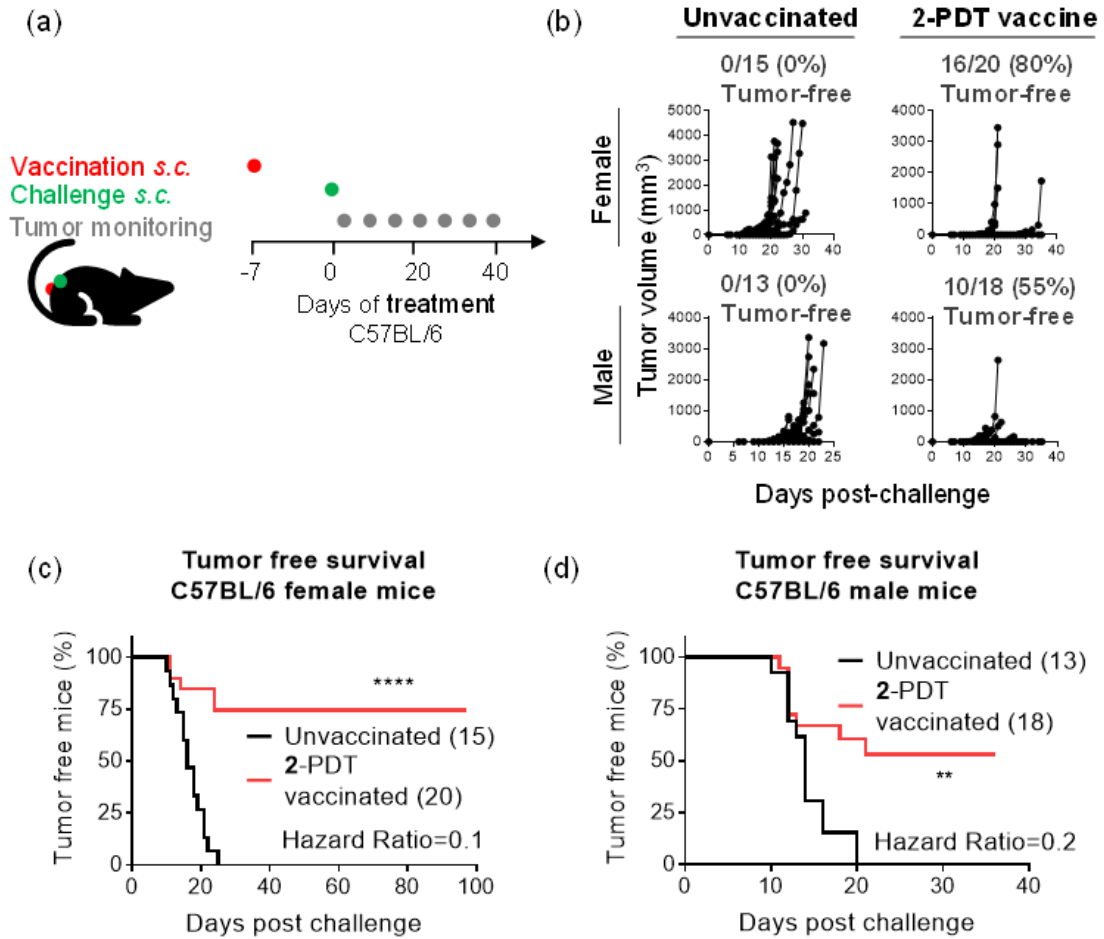 (a)
Vaccination s.c.
Challenge s.c.
Tumor monitoring
-7 0 20 40
Days of treatment
C57BL/6
(b)
Unvaccinated 2-PDT vaccine
Female
Male
Tumor volume (mm³)
0/15 (0%)
Tumor-free
5000
4000
3000
2000
1000
0
0 10 20 30 40
16/20 (80%)
Tumor-free
4000
3000
2000
1000
0
0 10 20 30 40
0/13 (0%)
Tumor-free
4000
3000
2000
1000
0
0 5 10 15 20 25
10/18 (55%)
Tumor-free
4000
3000
2000
1000
0
0 10 20 30 40
Days post-challenge
(c)
Tumor free survival
C57BL/6 female mice
Tumor free mice (%)
100
75
50
25
0
****
Unvaccinated (15)
2-PDT
vaccinated (20)
Hazard Ratio=0.1
0 20 40 60 80 100
Days post challenge
(d)
Tumor free survival
C57BL/6 male mice
Tumor free mice (%)
100
75
50
25
0
Unvaccinated (13)
2-PDT
vaccinated (18)
**
Hazard Ratio=0.2
0 10 20 30 40
Days post challenge